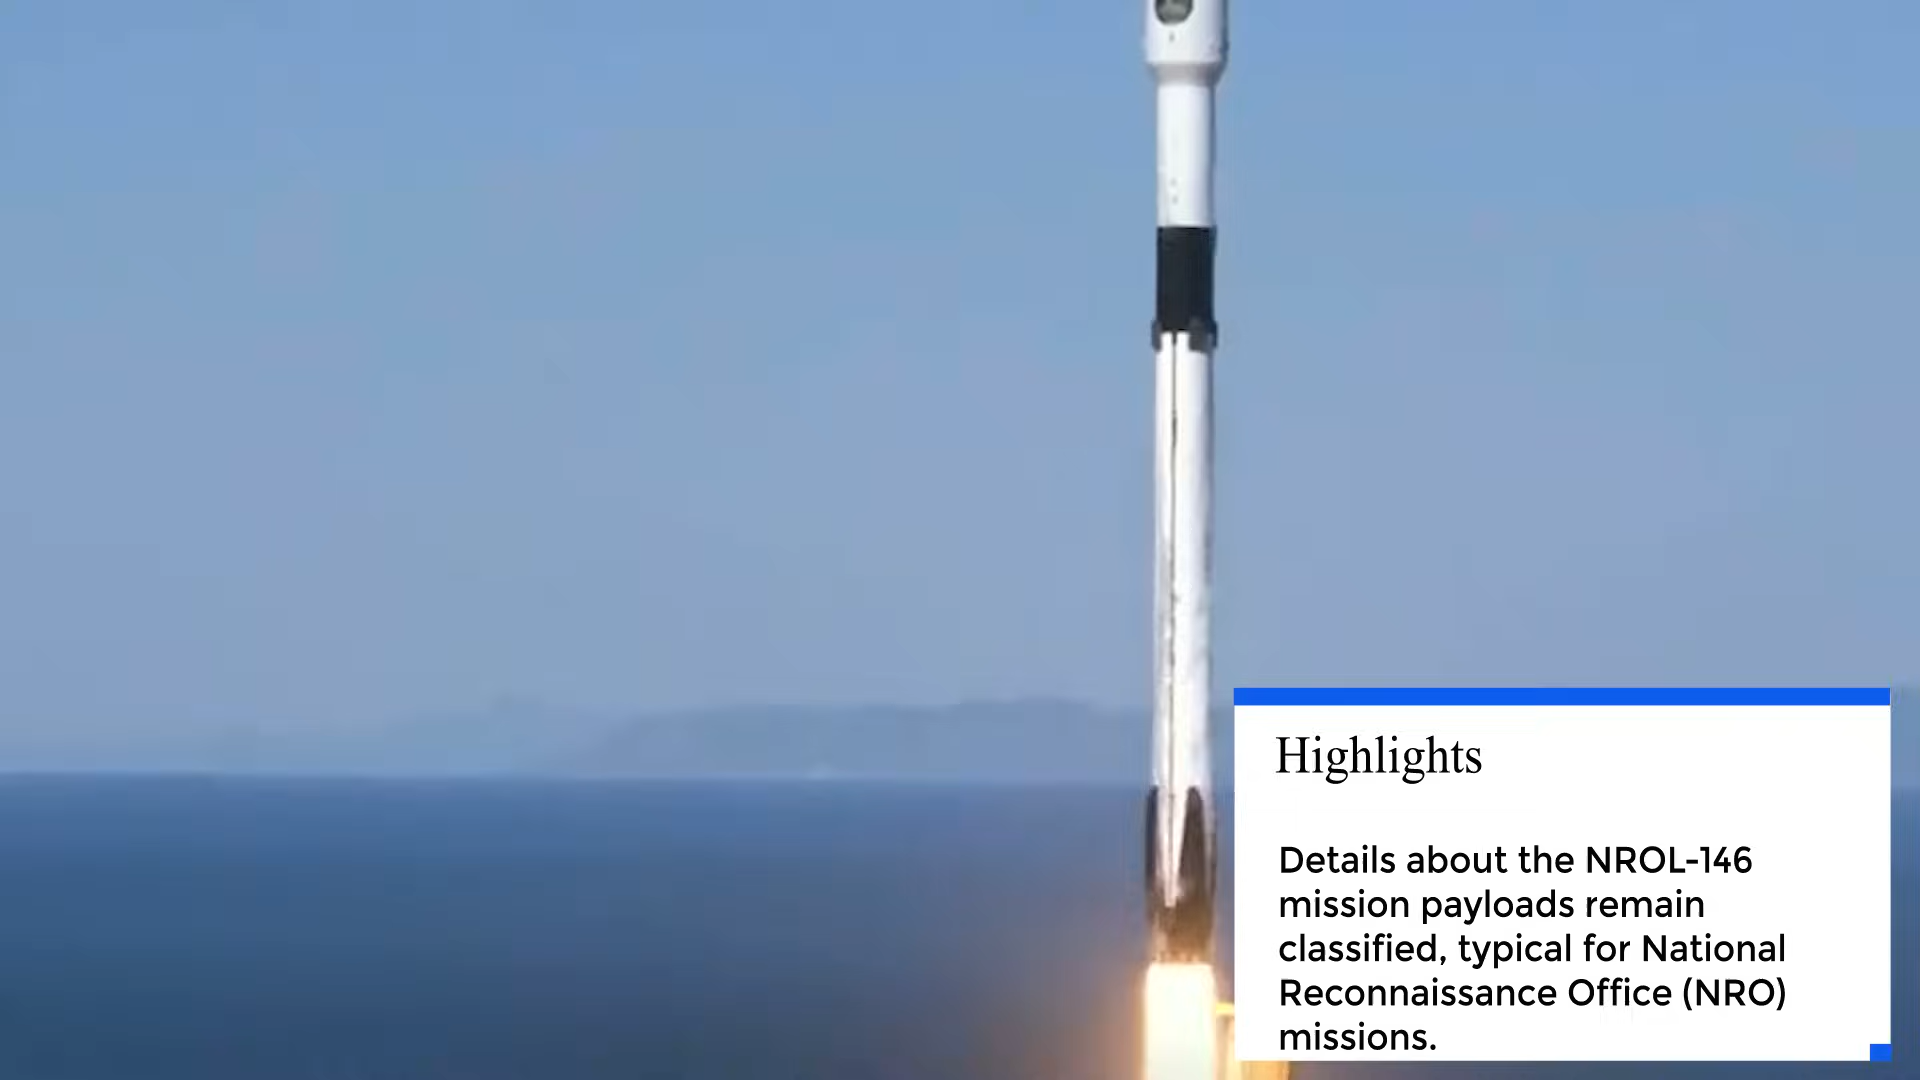 Highlights
Details about the NROL-146
mission payloads remain
classified, typical for National
Reconnaissance Office (NRO)
missions.